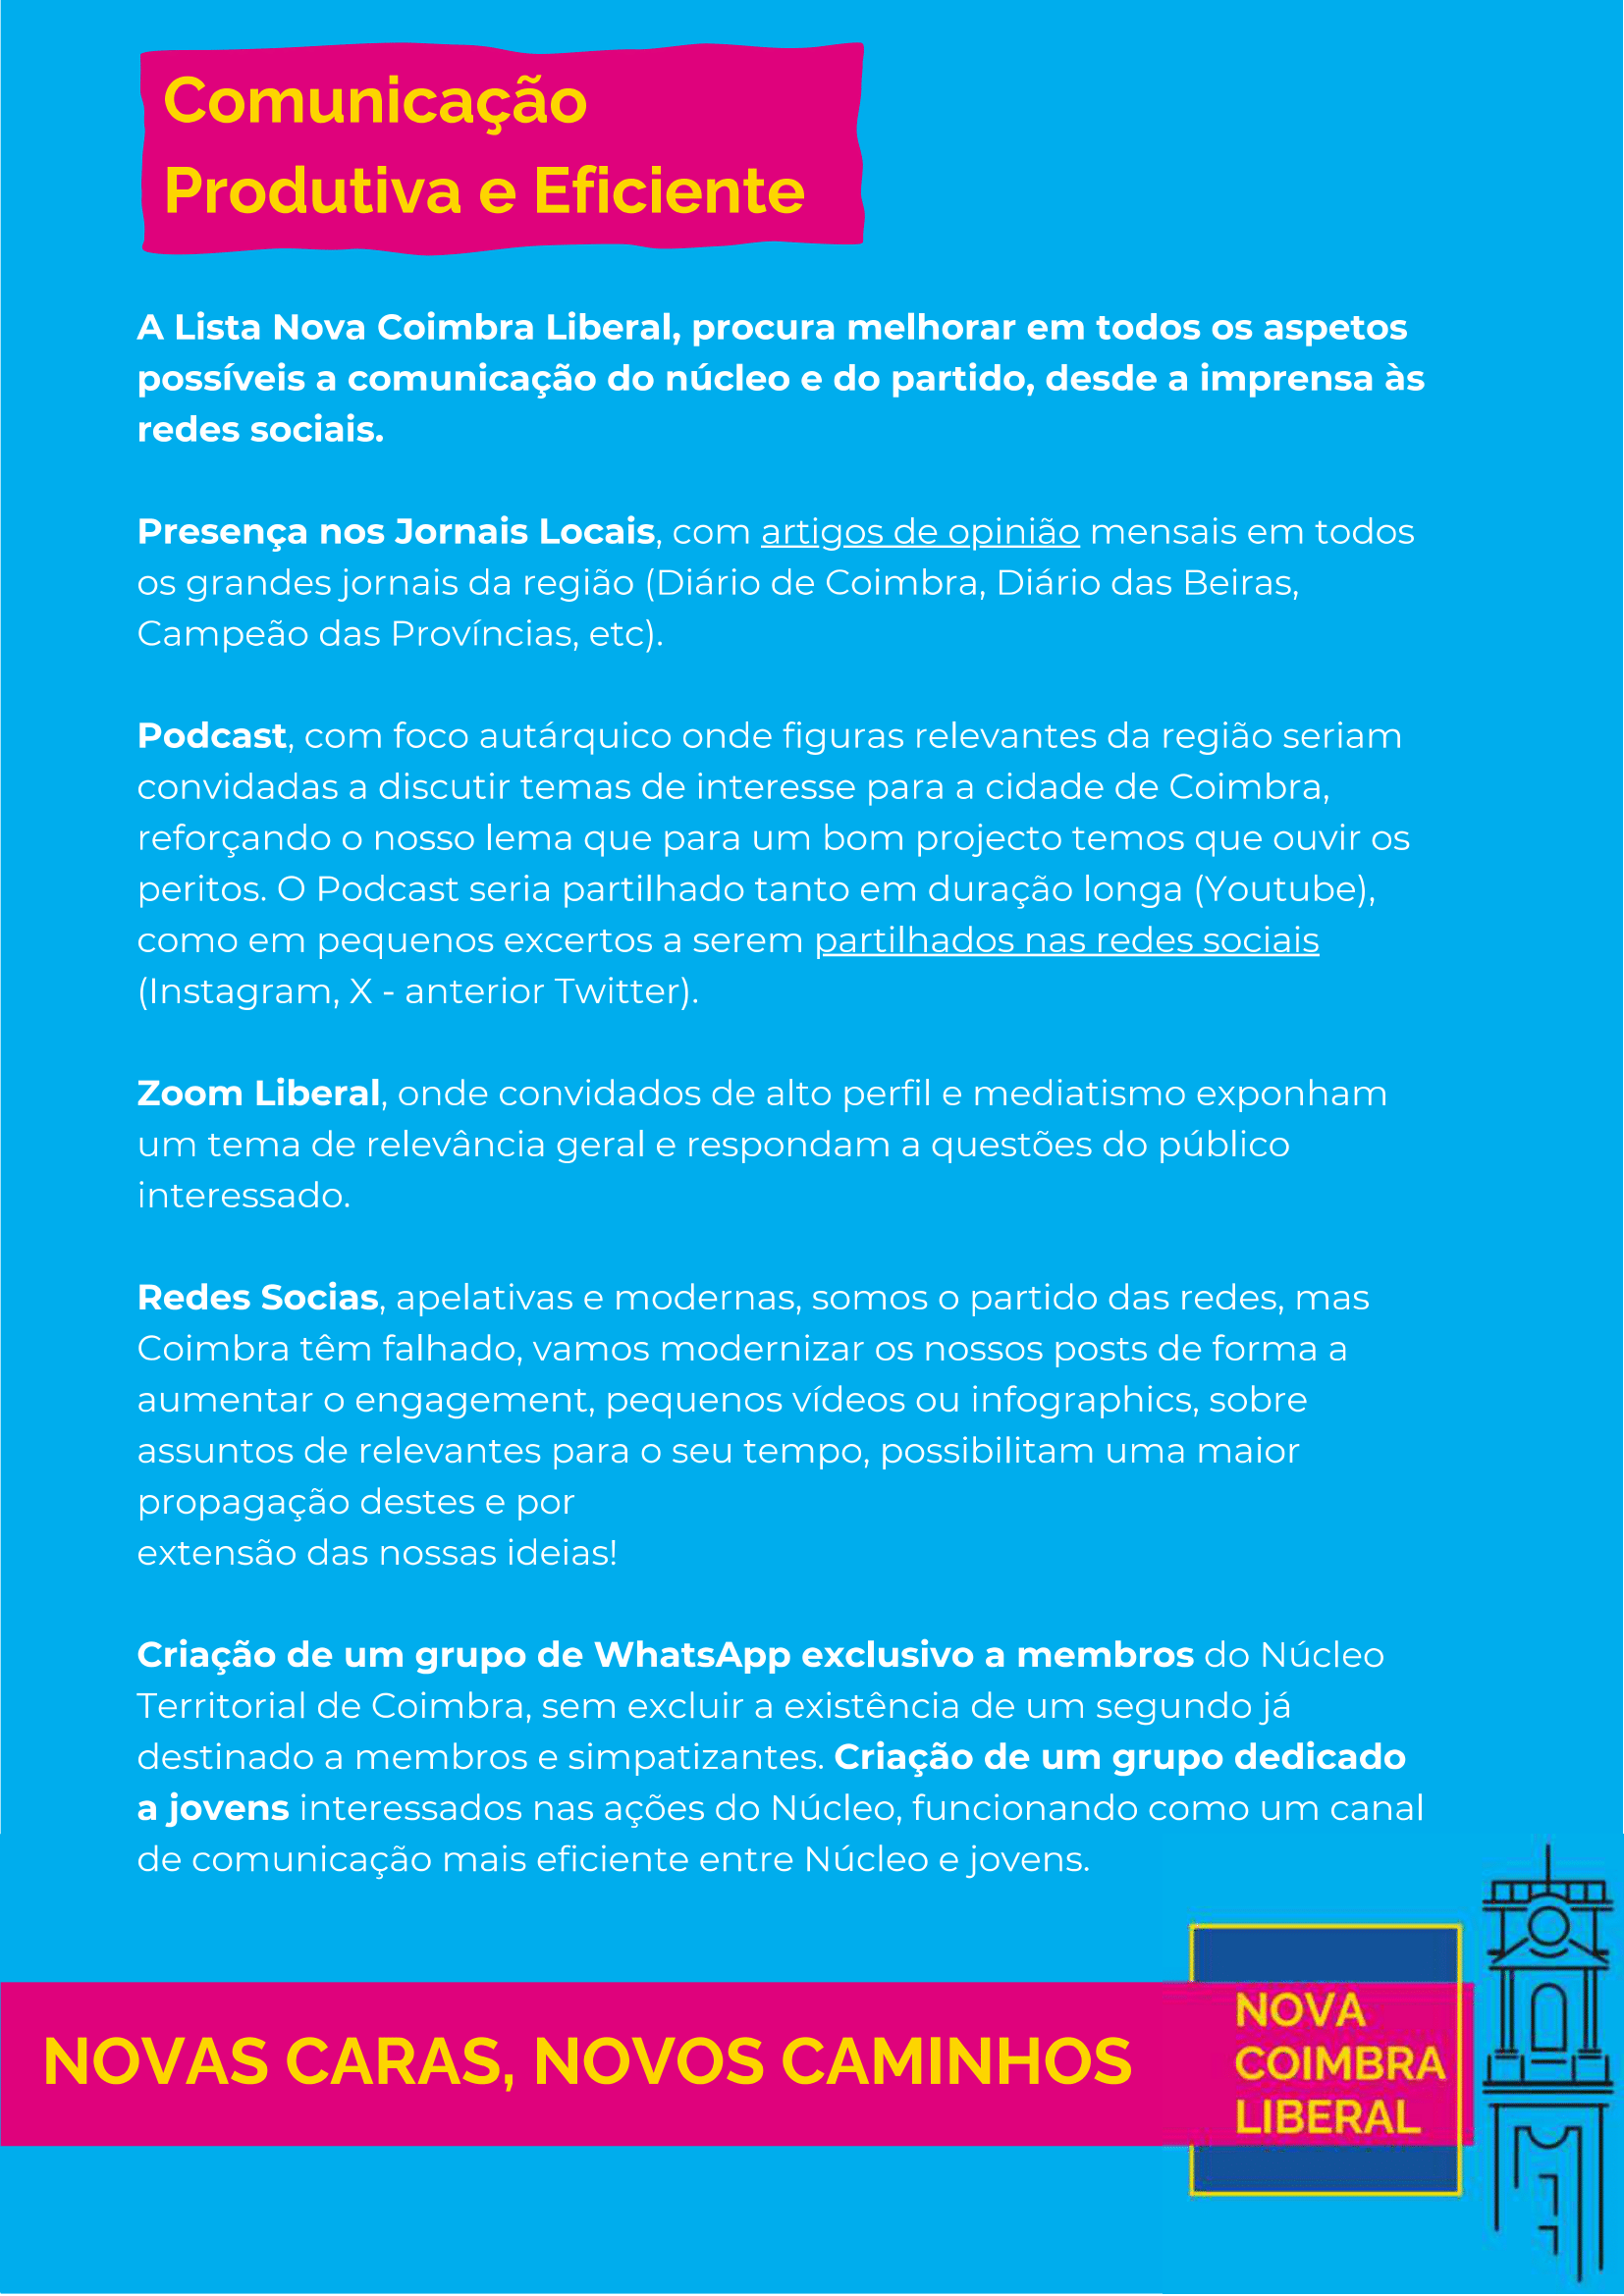 Comunicação
Produtiva e Eficiente
A Lista Nova Coimbra Liberal, procura melhorar em todos os aspetos
possíveis a comunicação do núcleo e do partido, desde a imprensa às
redes sociais.
Presença nos Jornais Locais, com artigos de opinião mensais em todos
os grandes jornais da região (Diário de Coimbra, Diário das Beiras,
Campeão das Províncias, etc).
Podcast, com foco autárquico onde figuras relevantes da região seriam
convidadas a discutir temas de interesse para a cidade de Coimbra,
reforçando o nosso lema que para um bom projecto temos que ouvir os
peritos. O Podcast seria partilhado tanto em duração longa (Youtube),
como em pequenos excertos a serem partilhados nas redes sociais
(Instagram, X - anterior Twitter).
Zoom Liberal, onde convidados de alto perfil e mediatismo exponham
um tema de relevância geral e respondam a questões do público
interessado.
Redes Socias, apelativas e modernas, somos o partido das redes, mas
Coimbra têm falhado, vamos modernizar os nossos posts de forma a
aumentar o engagement, pequenos vídeos ou infographics, sobre
assuntos de relevantes para o seu tempo, possibilitam uma maior
propagação destes e por
extensão das nossas ideias!
Criação de um grupo de WhatsApp exclusivo a membros do Núcleo
Territorial de Coimbra, sem excluir a existência de um segundo já
destinado a membros e simpatizantes. Criação de um grupo dedicado
a jovens interessados nas ações do Núcleo, funcionando como um canal
de comunicação mais eficiente entre Núcleo e jovens.
NOVAS CARAS, NOVOS CAMINHOS
NOVA
COIMBRA
LIBERAL